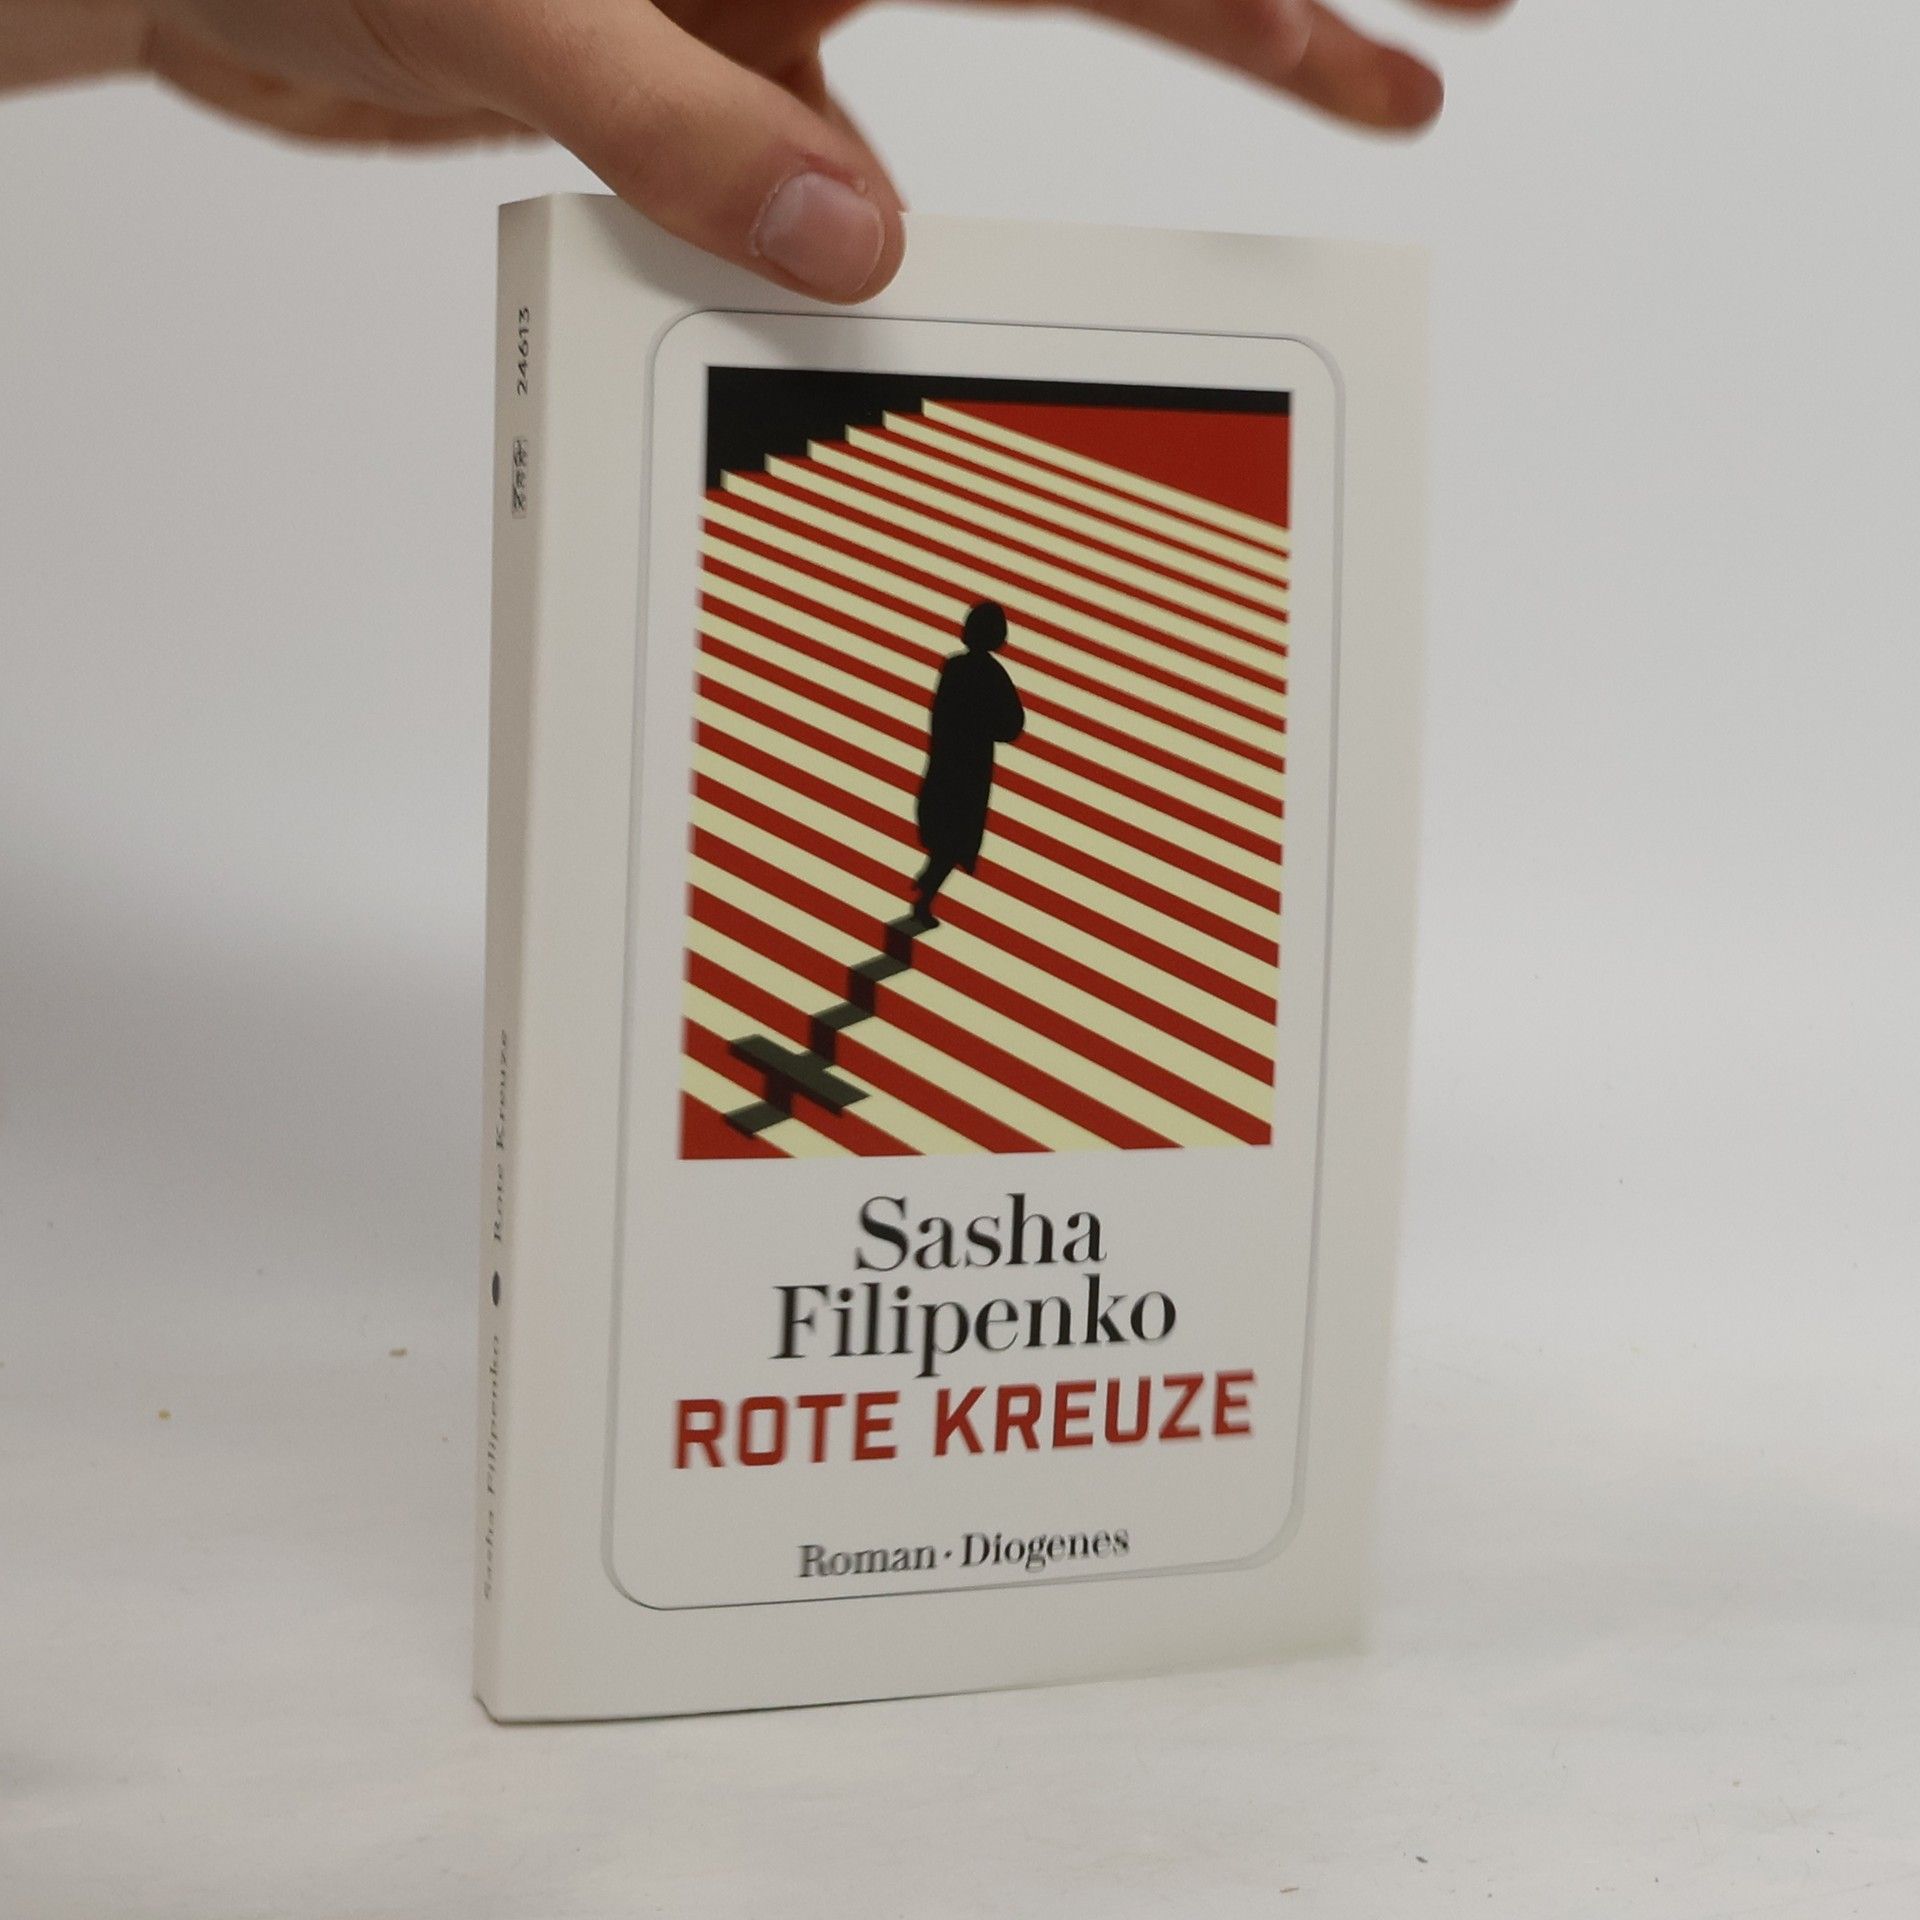 Sasha
Filipenko
ROTE KREUZE
Roman · Diogenes
Sasha Filipenko
Rote Kreuze
24613